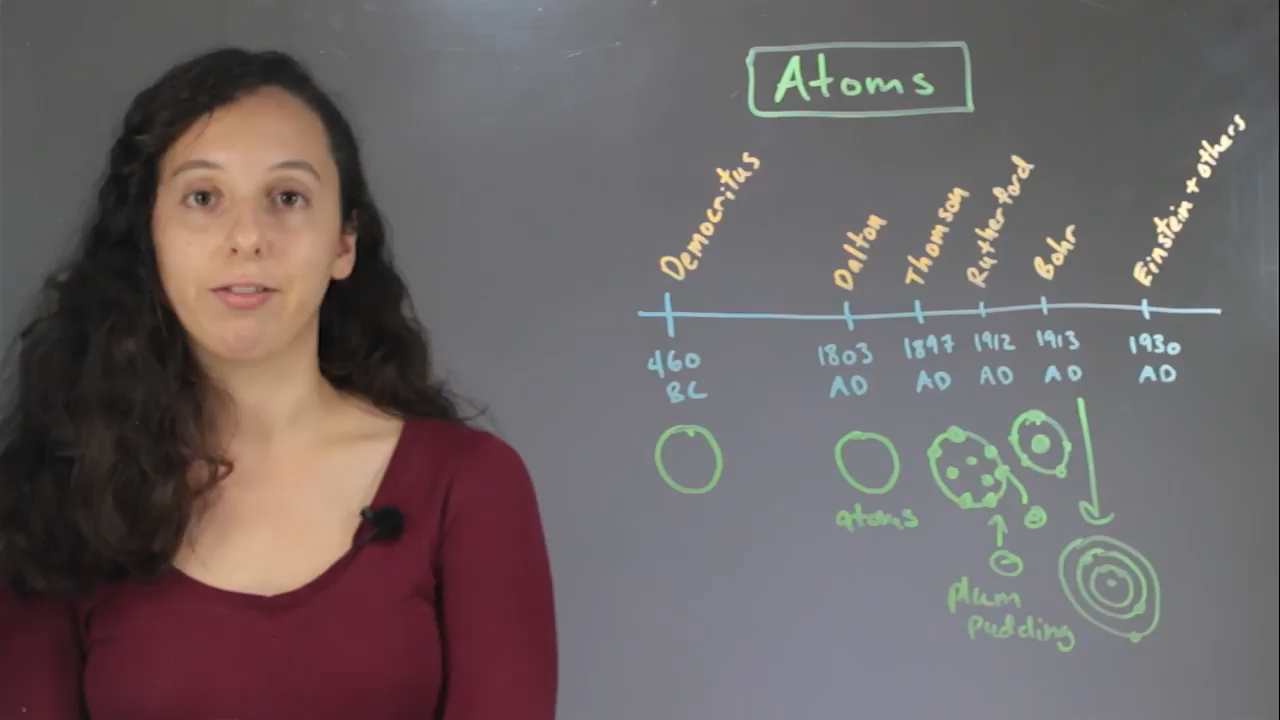 Atoms
Democritus
Dalton
Thomson
Rutherford
Bohr
Einstein + others
460
BC
1803
AD
1897
AD
1912
AD
1913
AD
1930
AD
atoms
plum
pudding